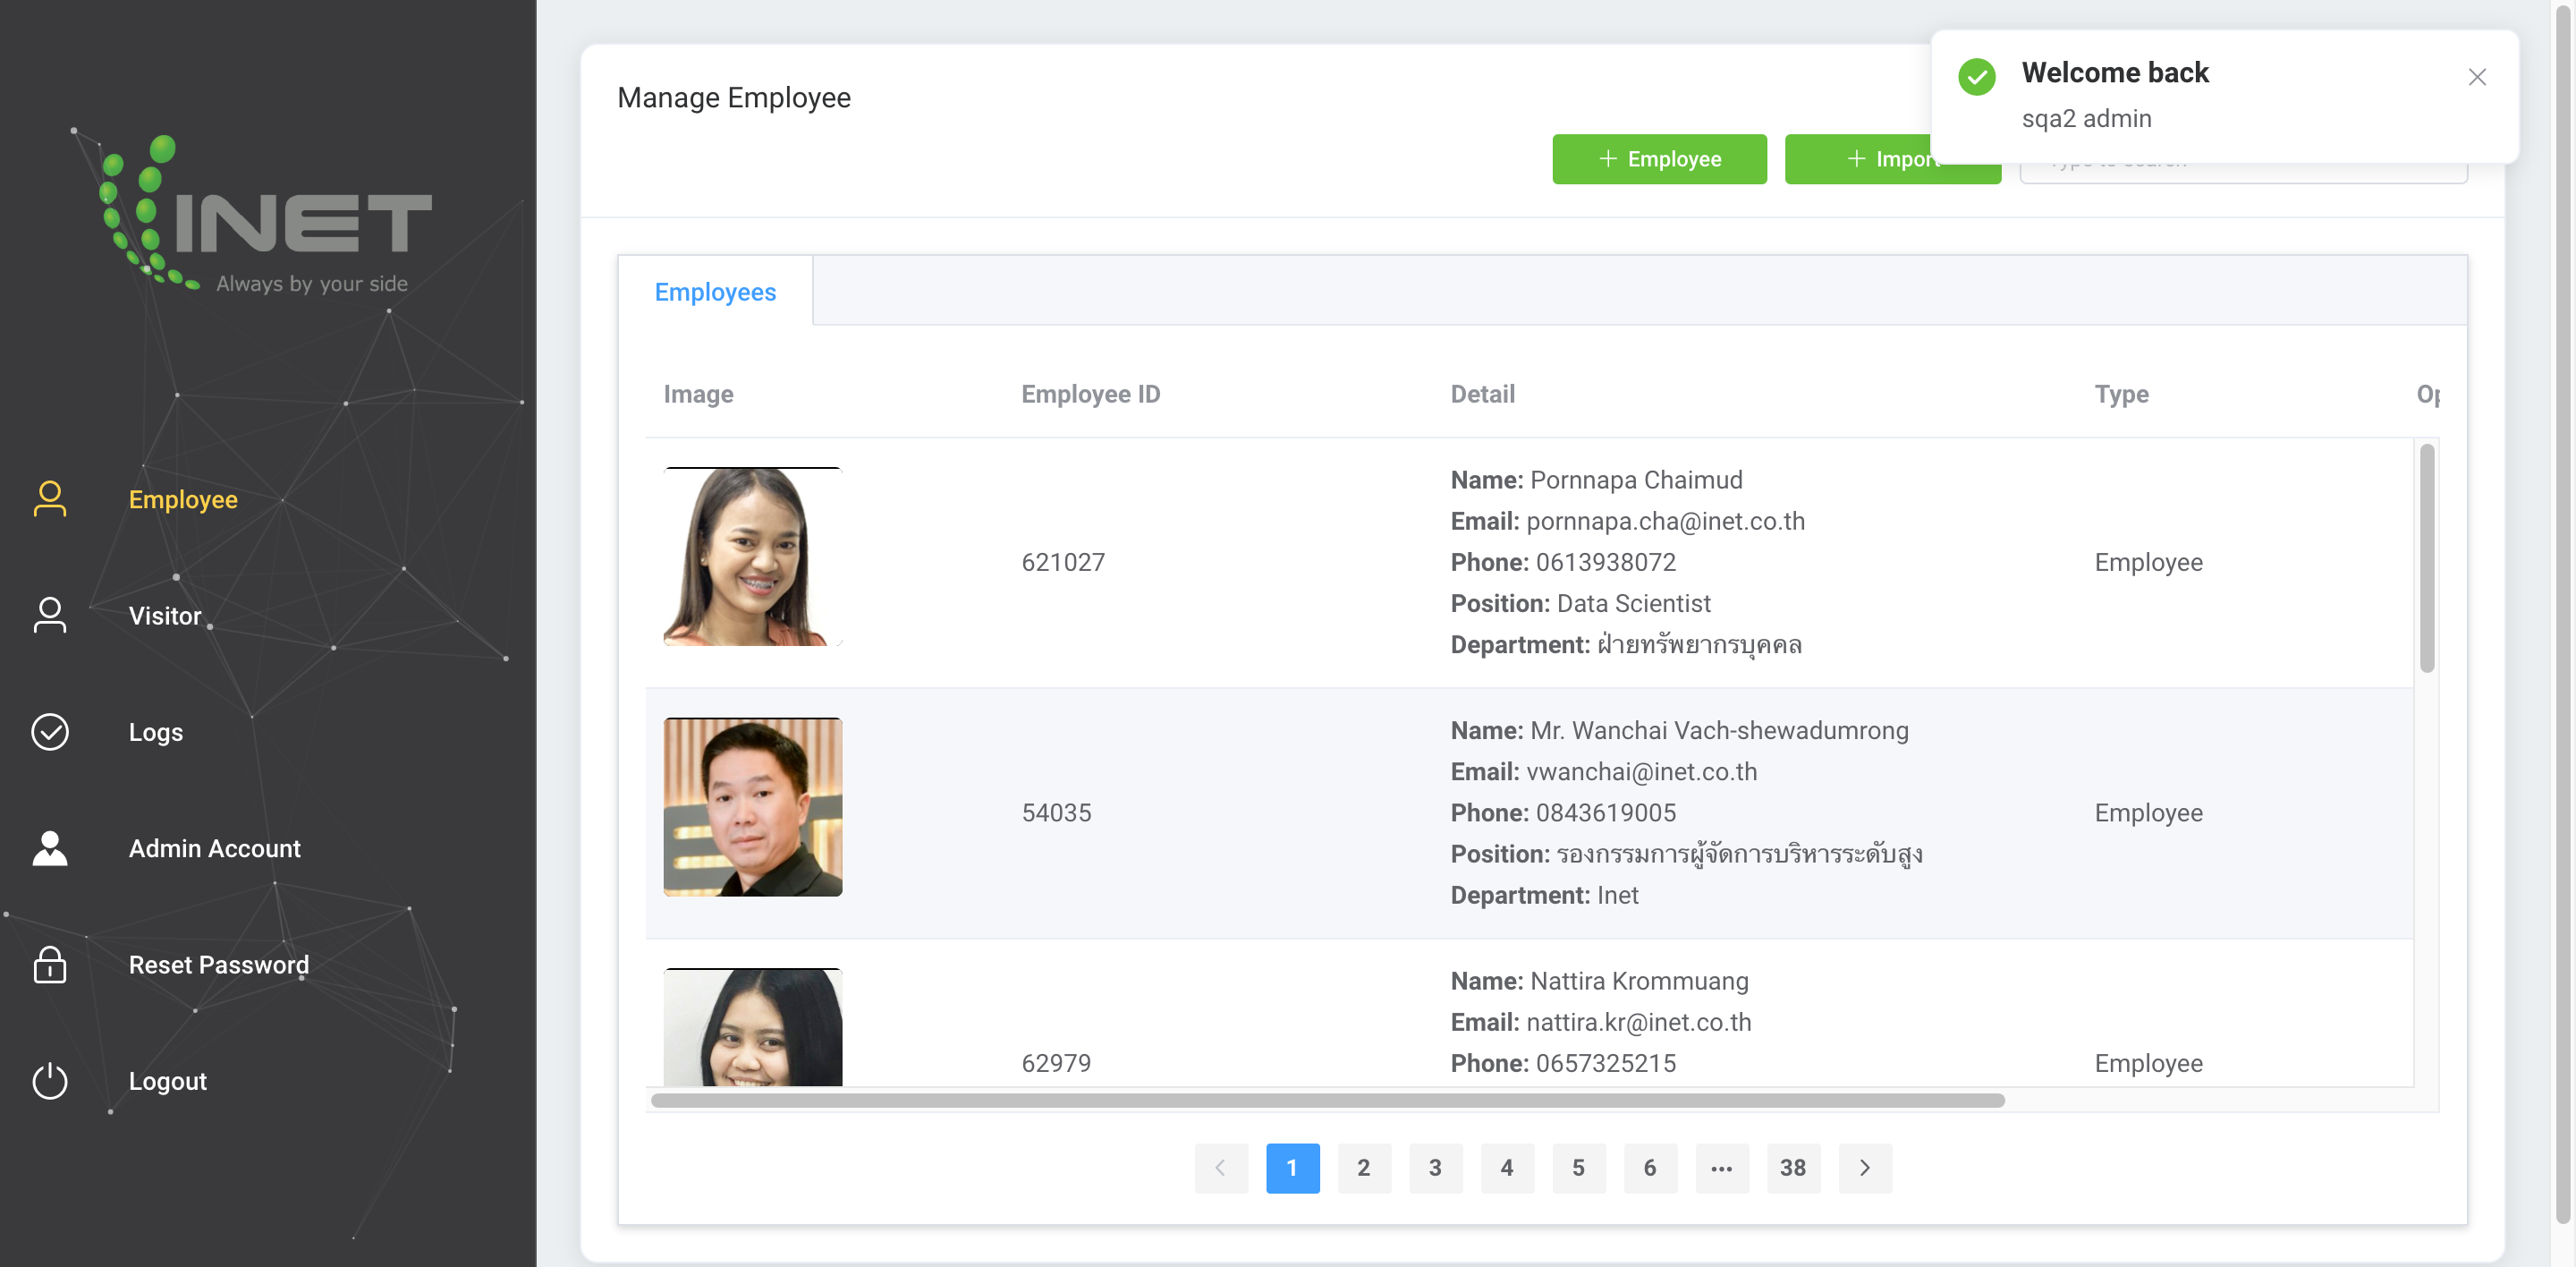 INET
Always by your side
Employee
Visitor
Logs
Admin Account
Reset Password
Logout
Manage Employee
Employee
Import
Welcome back
sqa2 admin
Employees
Image Employee ID Detail Type
Name: Pornnapa Chaimud
Email: pornnapa.cha@inet.co.th
621027
Phone: 0613938072
Employee
Position: Data Scientist
Department: ฝ่ายทรัพยากรบุคคล
Name: Mr. Wanchai Vach-shewadumrong
Email: vwanchai@inet.co.th
54035
Phone: 0843619005
Employee
Position: รองกรรมการผู้จัดการบริหารระดับสูง
Department: Inet
Name: Nattira Krommuang
Email: nattira.kr@inet.co.th
62979
Phone: 0657325215
Employee
1 2 3 4 5 6 ••• 38